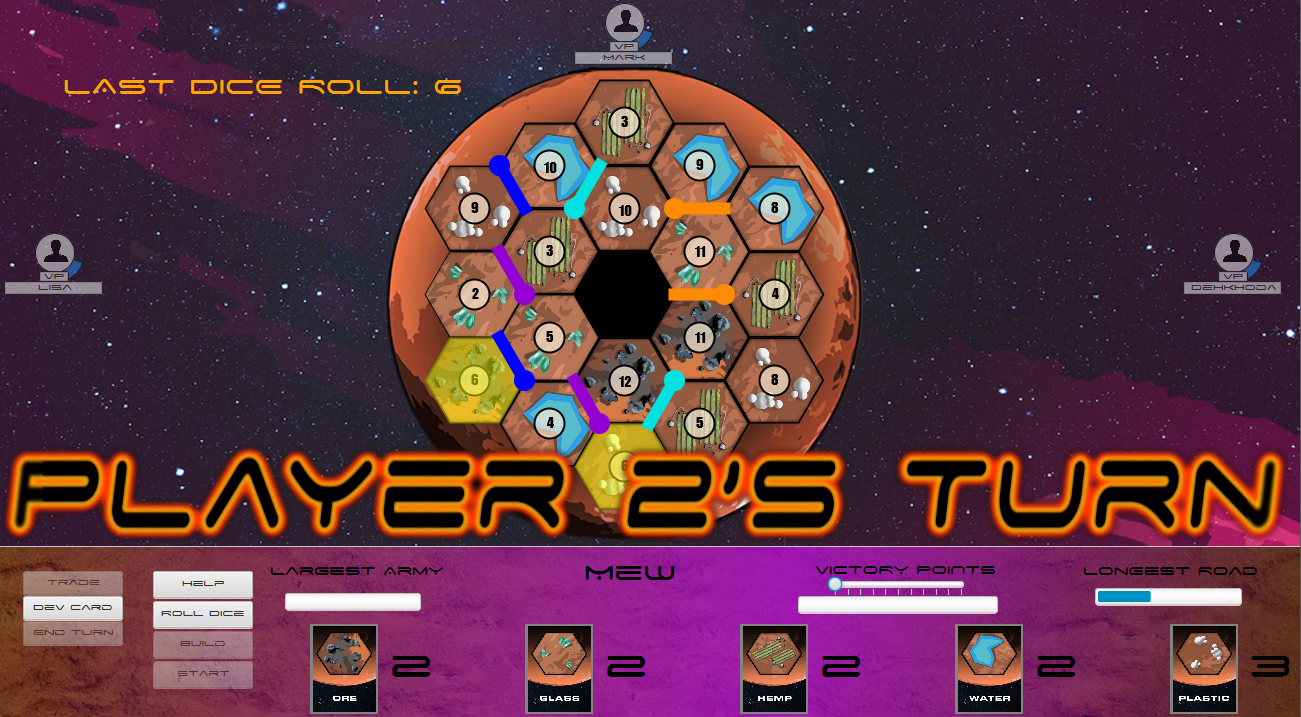 VP
MARK
LAST DICE ROLL: 6
3
10
9
9
10
8
3
11
VP
LISA
VP
DEHKHODA
2
4
5
11
6
12
8
4
5
6
PLAYER 2'S TURN
LARGEST ARMY
MEW
VICTORY POINTS
LONGEST ROAD
TRADE
HELP
DEV CARD
ROLL DICE
END TURN
BUILD
START
2
2
2
2
3
ORE
GLASS
HEMP
WATER
PLASTIC